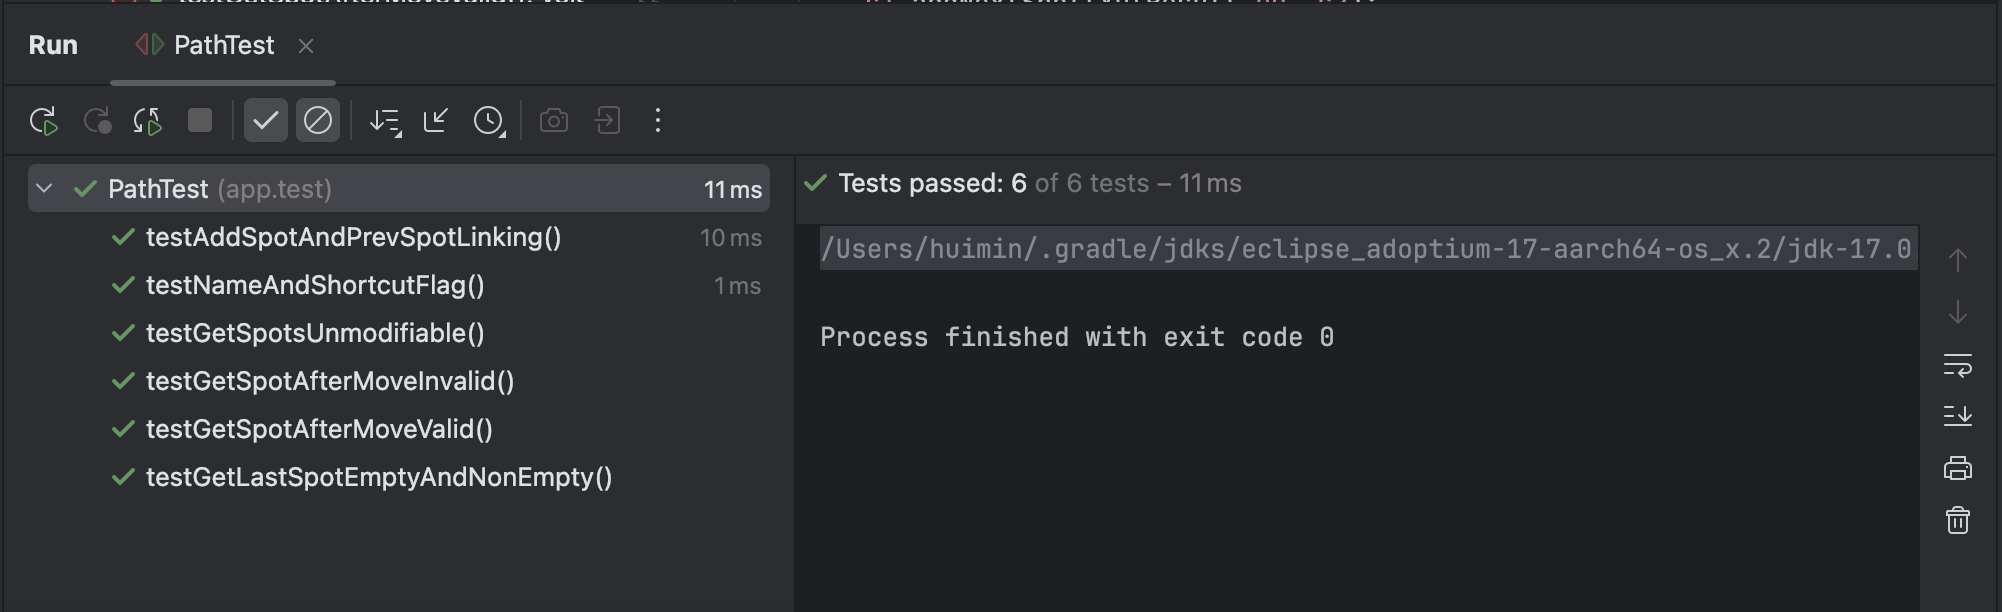 Run PathTest
PathTest (app.test) 11 ms
testAddSpotAndPrevSpotLinking() 10 ms
testNameAndShortcutFlag() 1 ms
testGetSpotsUnmodifiable()
testGetSpotAfterMoveInvalid()
testGetSpotAfterMoveValid()
testGetLastSpotEmptyAndNonEmpty()
Tests passed: 6 of 6 tests – 11 ms
/Users/huimin/.gradle/jdks/eclipse_adoptium-17-aarch64-os_x.2/jdk-17.0
Process finished with exit code 0